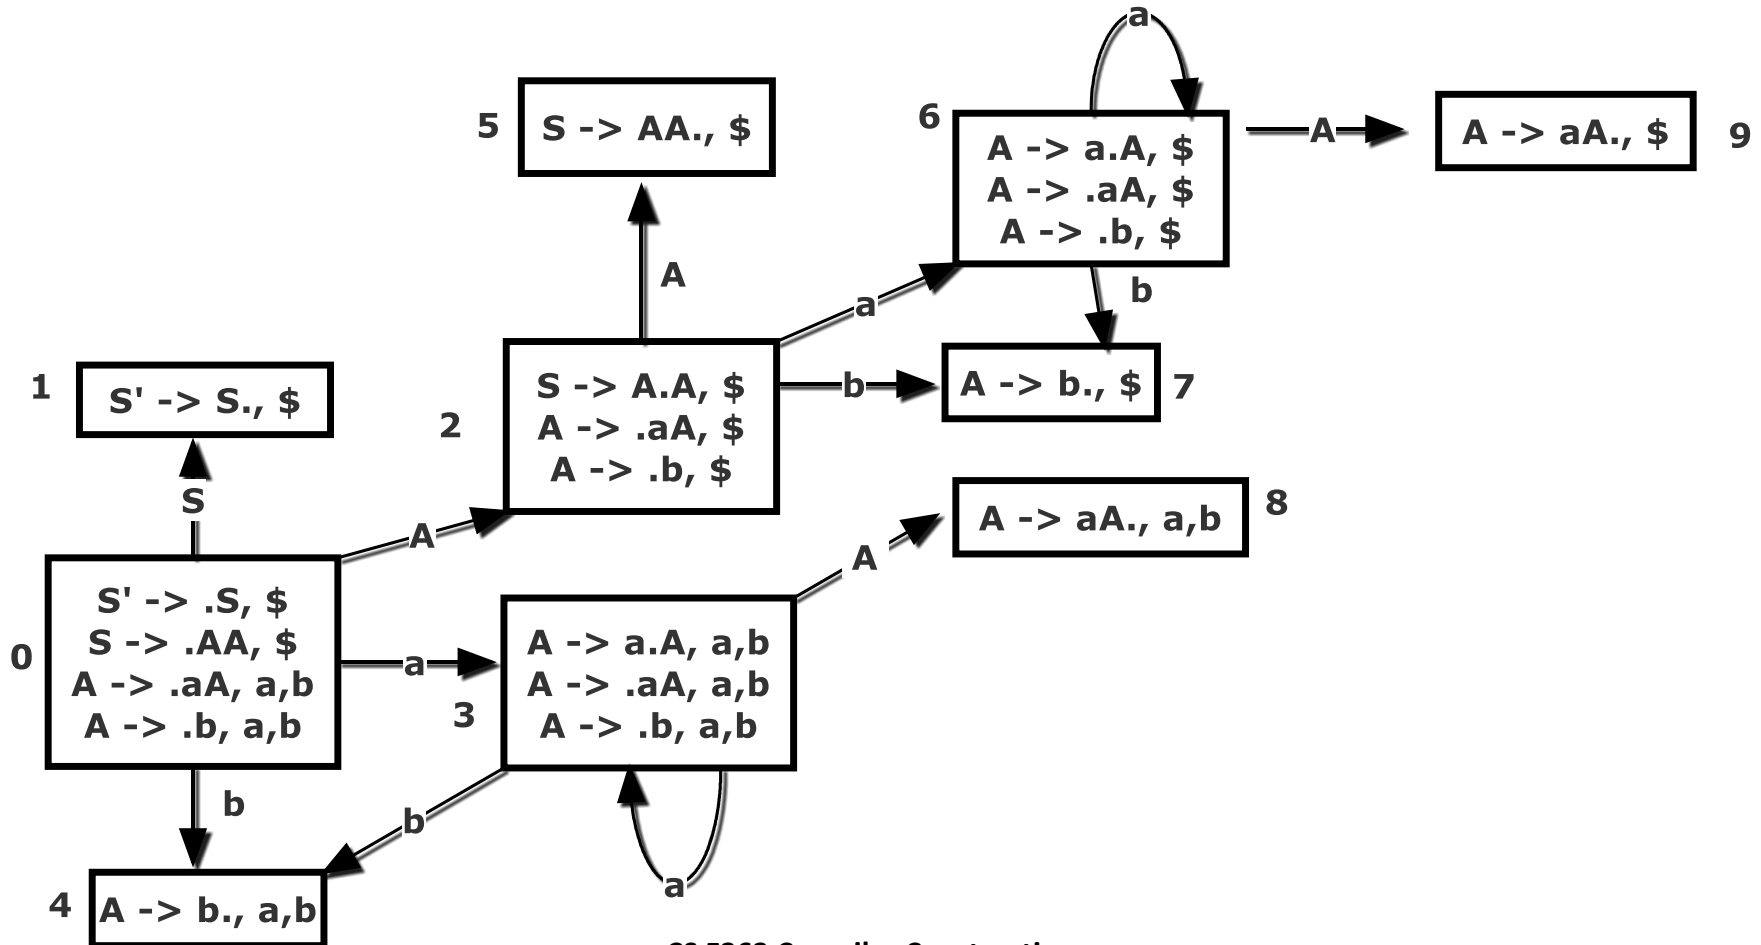 a
5
S -> AA., $
6
A -> a.A, $
A -> .aA, $
A -> .b, $
A
A -> aA., $
9
A
a
b
1
S' -> S., $
2
S -> A.A, $
A -> .aA, $
A -> .b, $
b
A -> b., $
7
S
A
A
A -> aA., a,b
8
0
S' -> .S, $
S -> .AA, $
A -> .aA, a,b
A -> .b, a,b
a
3
A -> a.A, a,b
A -> .aA, a,b
A -> .b, a,b
b
b
a
4
A -> b., a,b